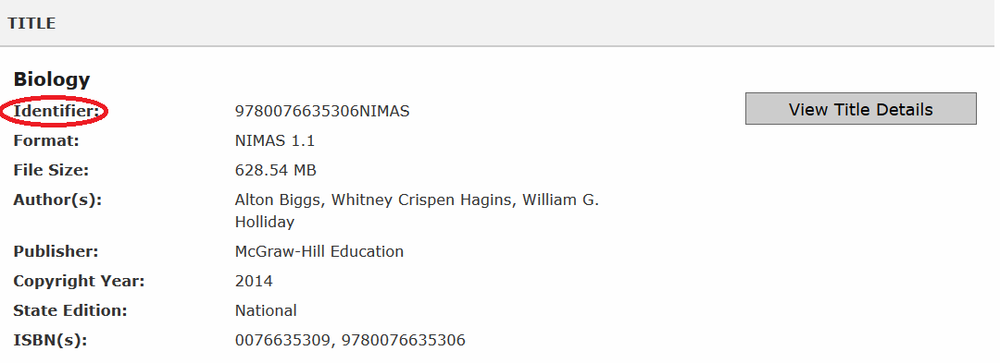 TITLE
Biology
Identifier: 9780076635306NIMAS View Title Details
Format: NIMAS 1.1
File Size: 628.54 MB
Author(s): Alton Biggs, Whitney Crispen Hagins, William G.
Holliday
Publisher: McGraw-Hill Education
Copyright Year: 2014
State Edition: National
ISBN(s): 0076635309, 9780076635306